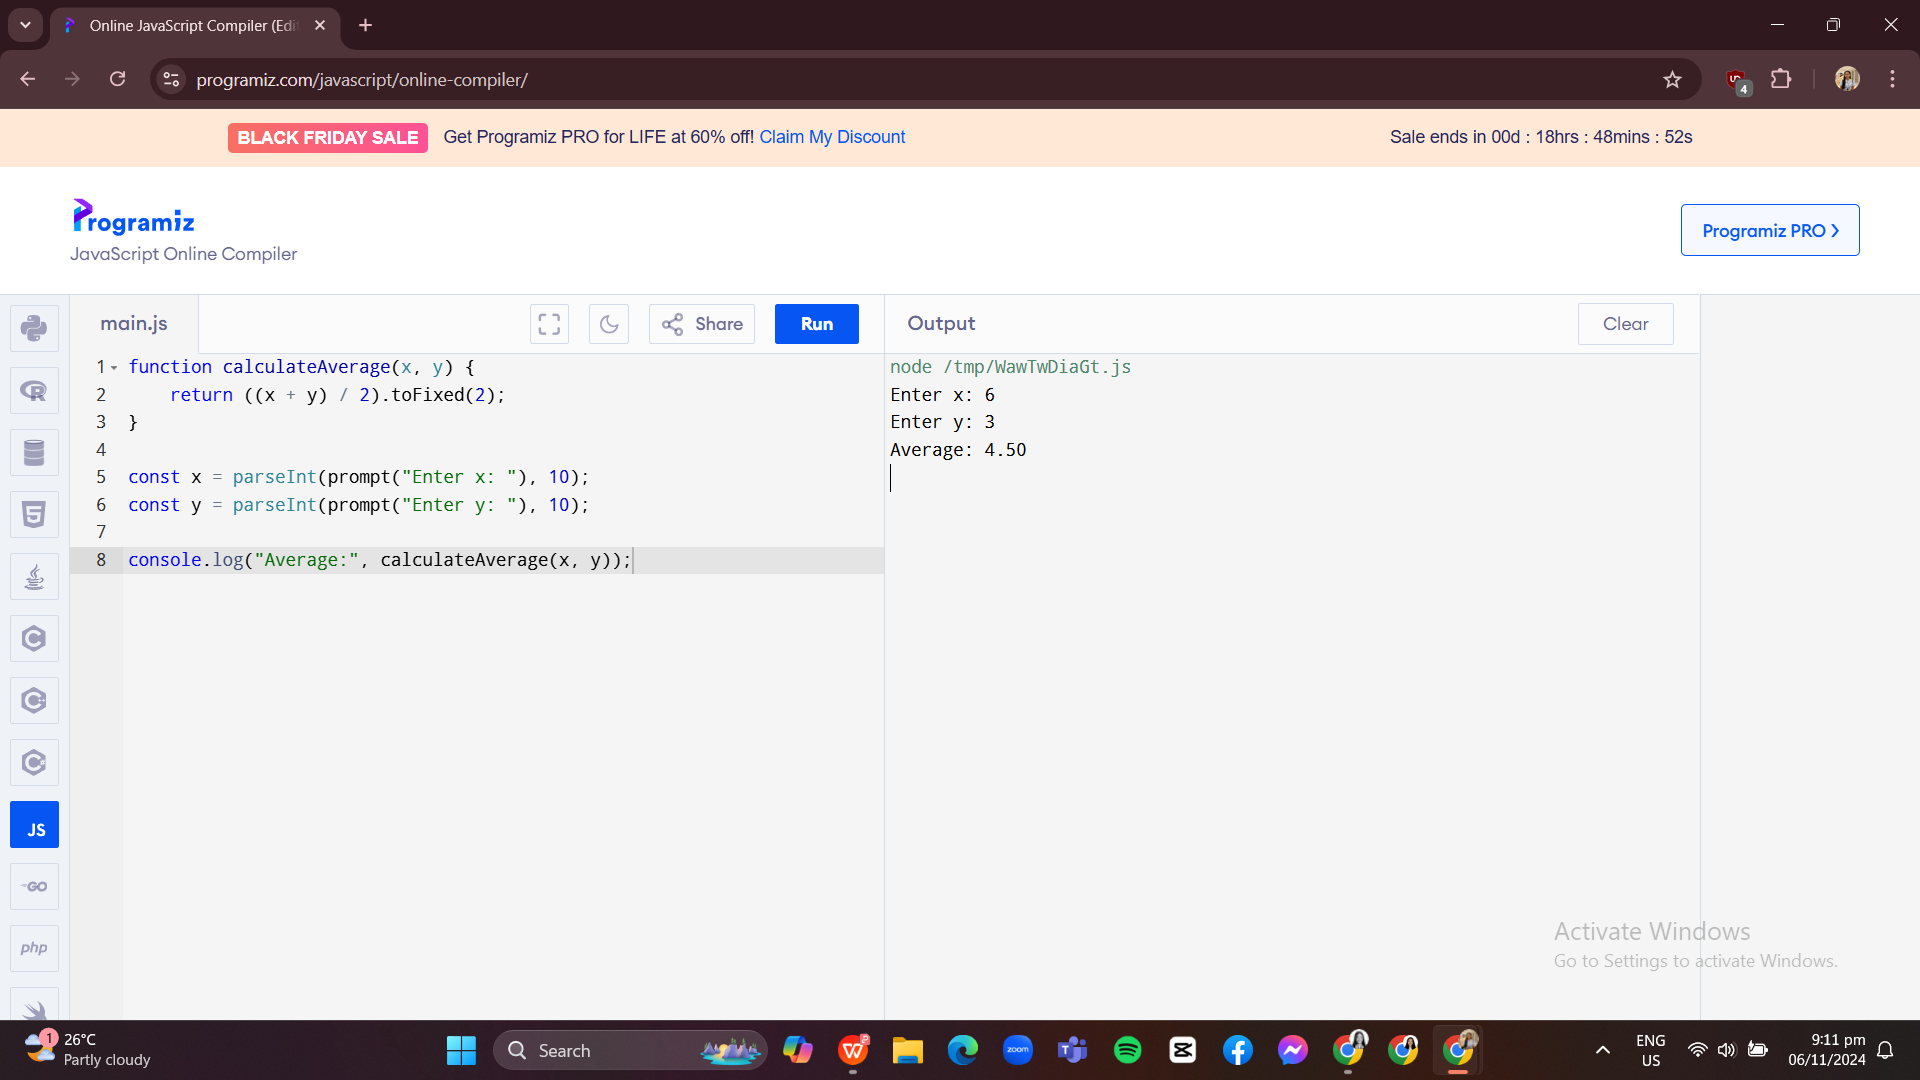 Online JavaScript Compiler (Edi
programiz.com/javascript/online-compiler/
4
BLACK FRIDAY SALE Get Programiz PRO for LIFE at 60% off! Claim My Discount Sale ends in 00d : 18hrs : 48mins : 52s
Programiz
JavaScript Online Compiler
Programiz PRO
main.js
Share
Run
Output
Clear
1 function calculateAverage(x, y) {
2 return ((x + y) / 2).toFixed(2);
3 }
4
5 const x = parseInt(prompt("Enter x: "), 10);
6 const y = parseInt(prompt("Enter y: "), 10);
7
8 console.log("Average:", calculateAverage(x, y));
node /tmp/WawTwDiaGt.js
Enter x: 6
Enter y: 3
Average: 4.50
R
5
C
C
C
JS
GO
php
Activate Windows
Go to Settings to activate Windows.
1
26°C
Partly cloudy
Search
W
zoom
T
ENG
US
9:11 pm
06/11/2024